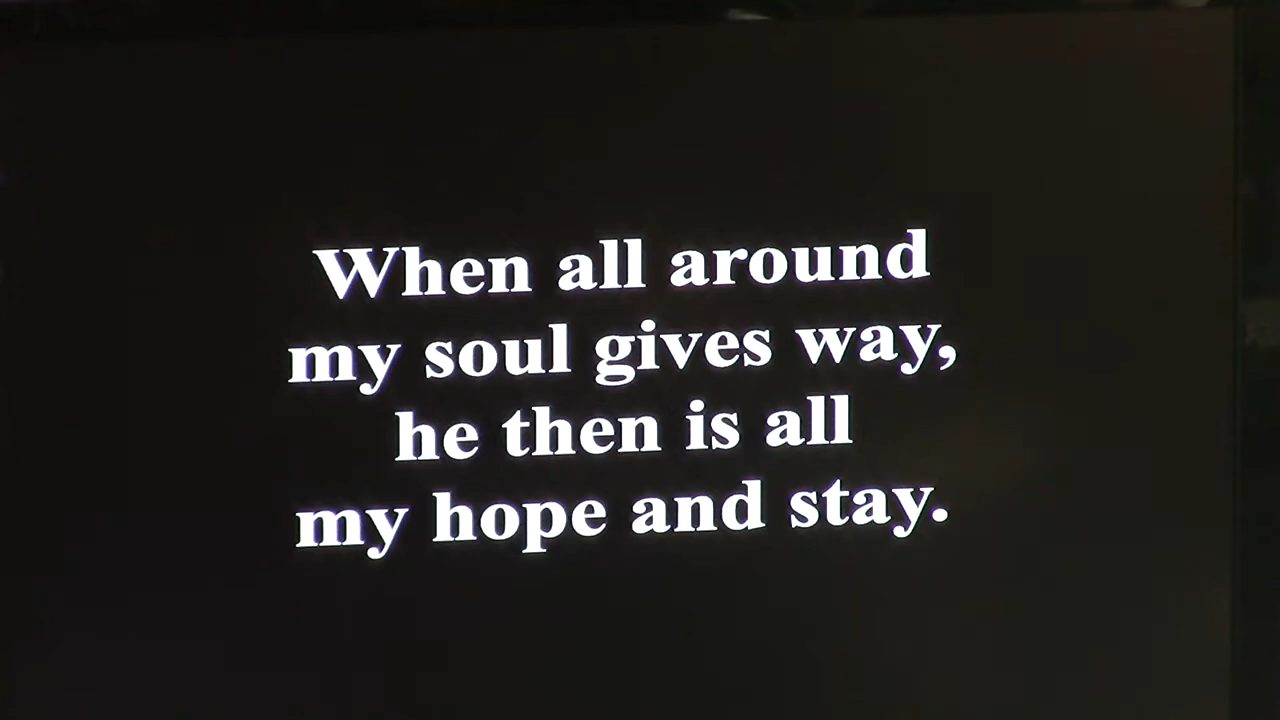 When all around
my soul gives way,
he then is all
my hope and stay.